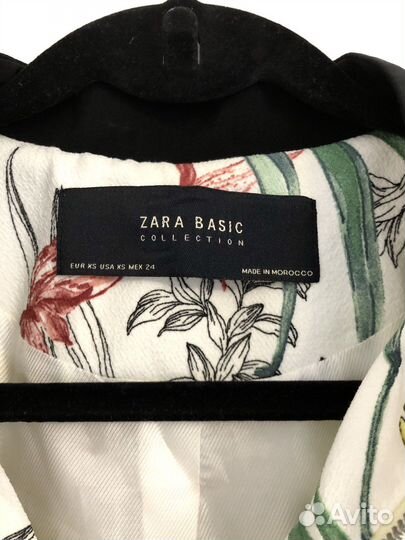 ZARA BASIC
COLLECTION
EUR XS USA XS MEX 24
MADE IN MOROCCO
Avito